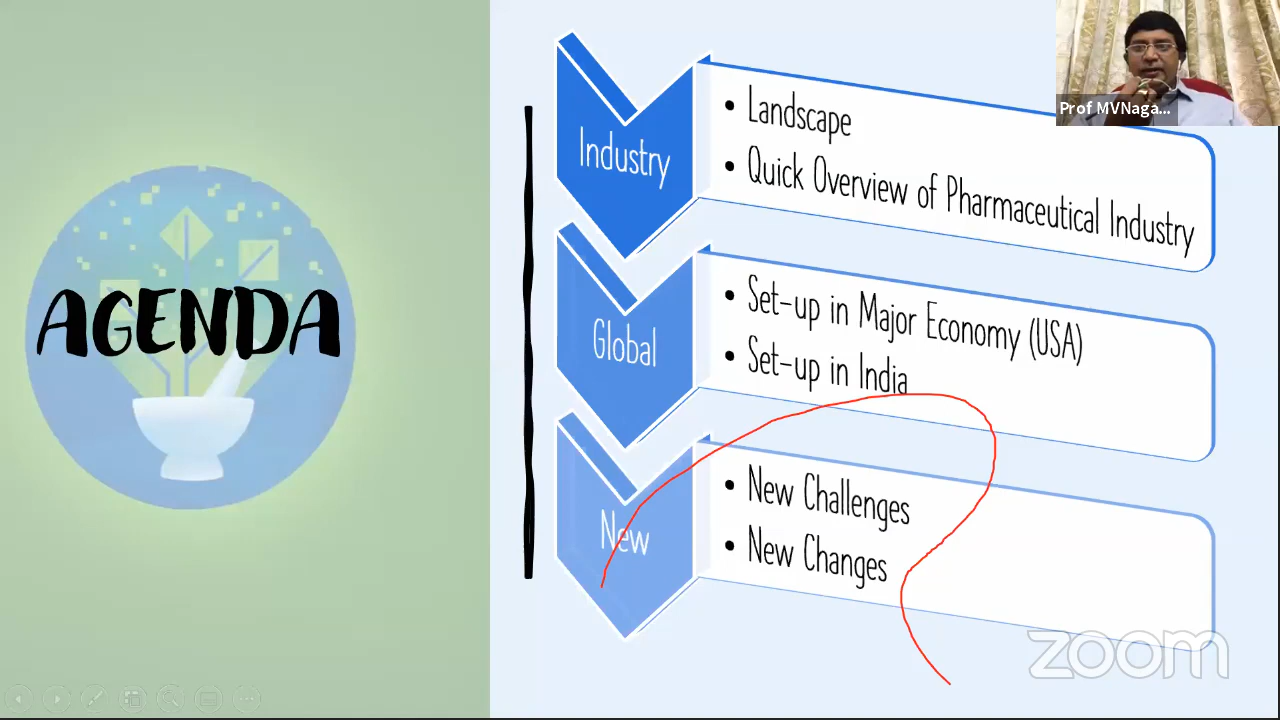 AGENDA
Industry
• Landscape
• Quick Overview of Pharmaceutical Industry
Global
• Set-up in Major Economy (USA)
• Set-up in India
New
• New Challenges
• New Changes
Prof MVNaga...
zoom